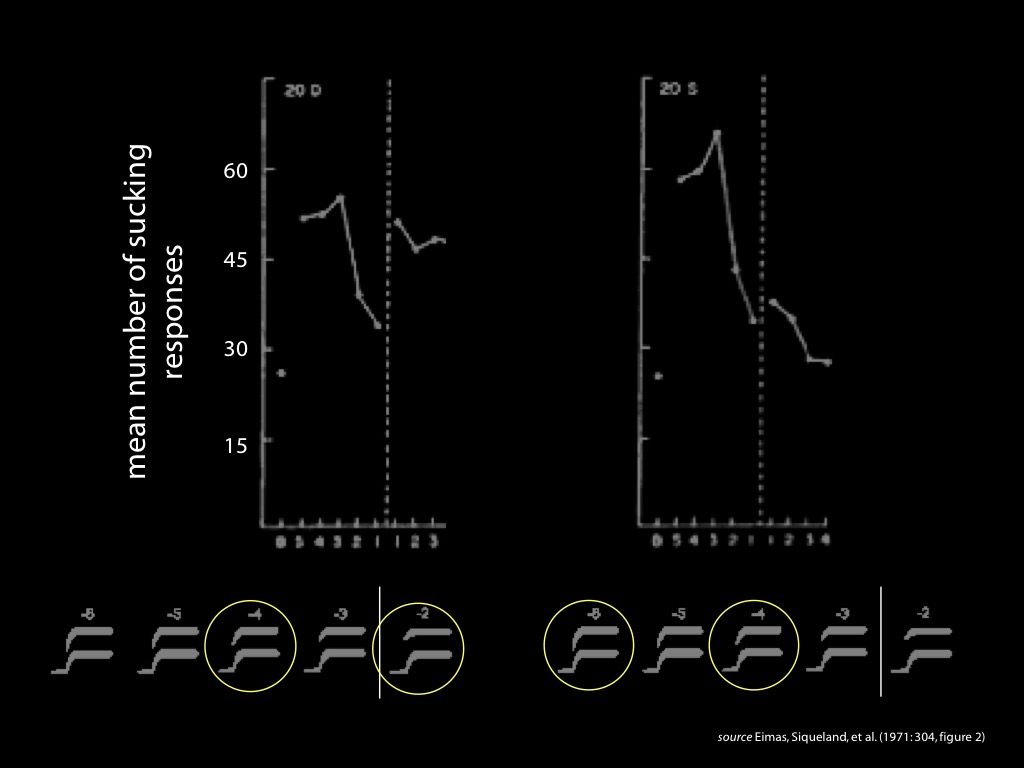 mean number of sucking
responses
20 D
60
45
30
15
0 5 4 3 2 1 1 2 3
20 S
0 5 4 3 2 1 1 2 3 4
-6 -5 -4 -3 -2
-6 -5 -4 -3 -2
source Eimas, Siqueland, et al. (1971: 304, figure 2)